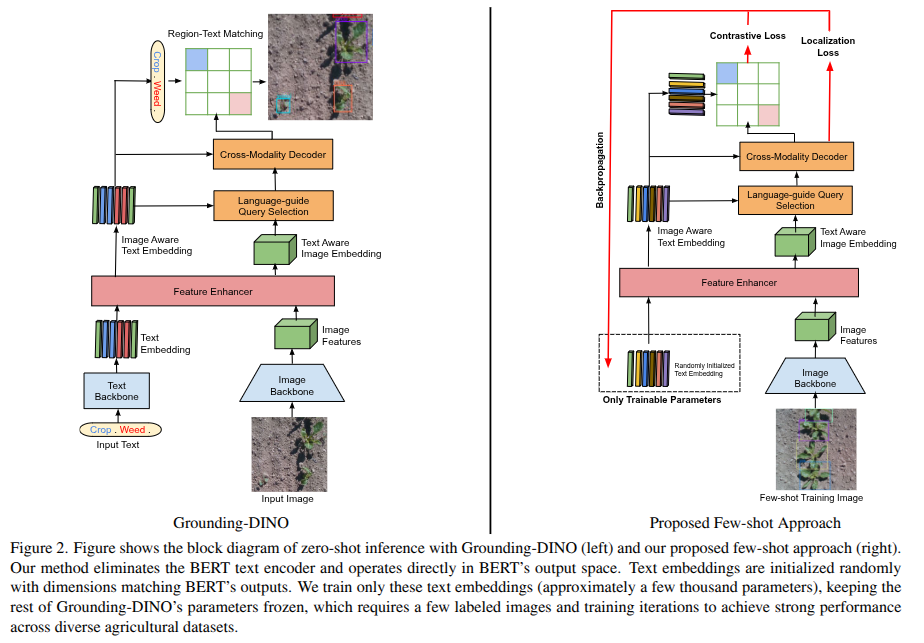 Region-Text Matching
Crop . Weed .
Cross-Modality Decoder
Language-guide Query
Selection
Image Aware
Text Embedding
Text Aware
Image Embedding
Feature Enhancer
Text
Embedding
Image
Features
Text
Backbone
Image
Backbone
Crop . Weed .
Input Text
Input Image
Grounding-DINO
Contrastive Loss
Localization
Loss
Backpropagation
Cross-Modality Decoder
Language-guide Query
Selection
Image Aware
Text Embedding
Text Aware
Image Embedding
Feature Enhancer
Image
Features
Randomly Initialized
Text Embedding
Only Trainable Parameters
Image
Backbone
Few-shot Training Image
Proposed Few-shot Approach
Figure 2. Figure shows the block diagram of zero-shot inference with Grounding-DINO (left) and our proposed few-shot approach (right).
Our method eliminates the BERT text encoder and operates directly in BERT's output space. Text embeddings are initialized randomly
with dimensions matching BERT's outputs. We train only these text embeddings (approximately a few thousand parameters), keeping the
rest of Grounding-DINO's parameters frozen, which requires a few labeled images and training iterations to achieve strong performance
across diverse agricultural datasets.